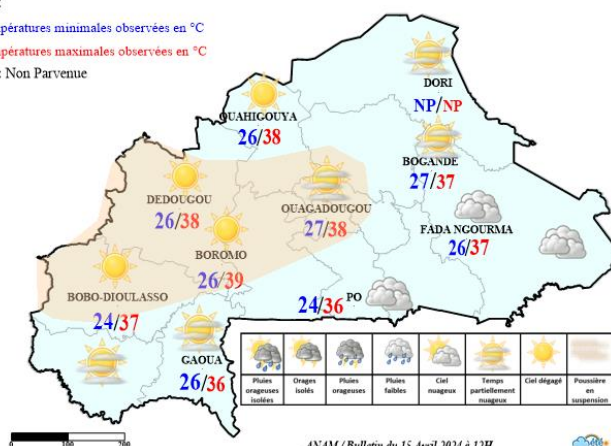 pératures minimales observées en °C
pératures maximales observées en °C
: Non Parvenue
DORI
NP/NP
OUAHIGOUYA
26/38
BOGANDE
27/37
DEDOUGOU
26/38
OUAGADOUGOU
27/38
FADA NGOURMA
26/37
BOROMO
26/39
BOBO-DIOULASSO
24/37
24/36 PO
GAOUA
26/36
Pluies orageuses isolées
Orages isolés
Pluies orageuses
Pluies faibles
Ciel nuageux
Temps partiellement nuageux
Ciel dégagé
Poussière en suspension
0 100 200
ANAM / Bulletin du 15 Avril 2024 à 12H